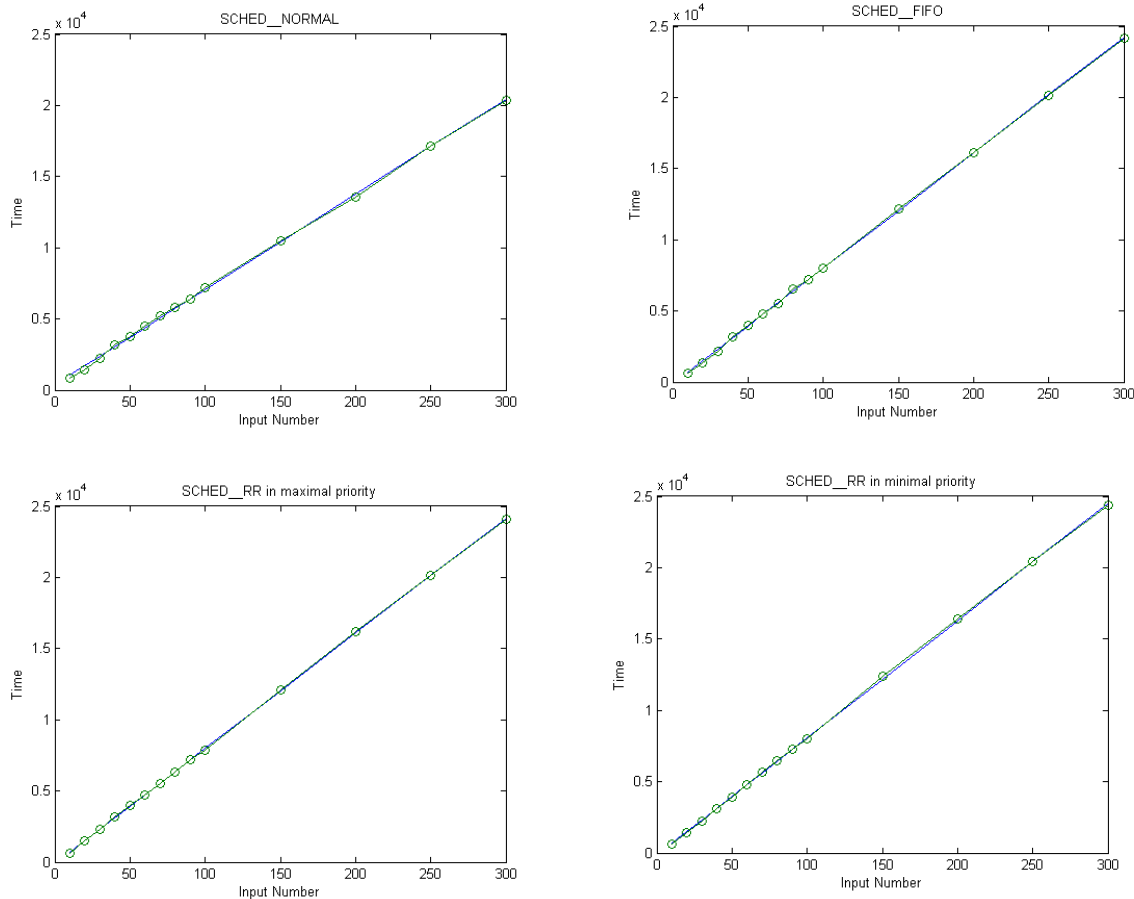 SCHED__NORMAL
x 10^4
2.5
2
1.5
1
0.5
0
Time
0 50 100 150 200 250 300
Input Number
SCHED__FIFO
x 10^4
2.5
2
1.5
1
0.5
0
Time
0 50 100 150 200 250 300
Input Number
SCHED__RR in maximal priority
x 10^4
2.5
2
1.5
1
0.5
0
Time
0 50 100 150 200 250 300
Input Number
SCHED__RR in minimal priority
x 10^4
2.5
2
1.5
1
0.5
0
Time
0 50 100 150 200 250 300
Input Number